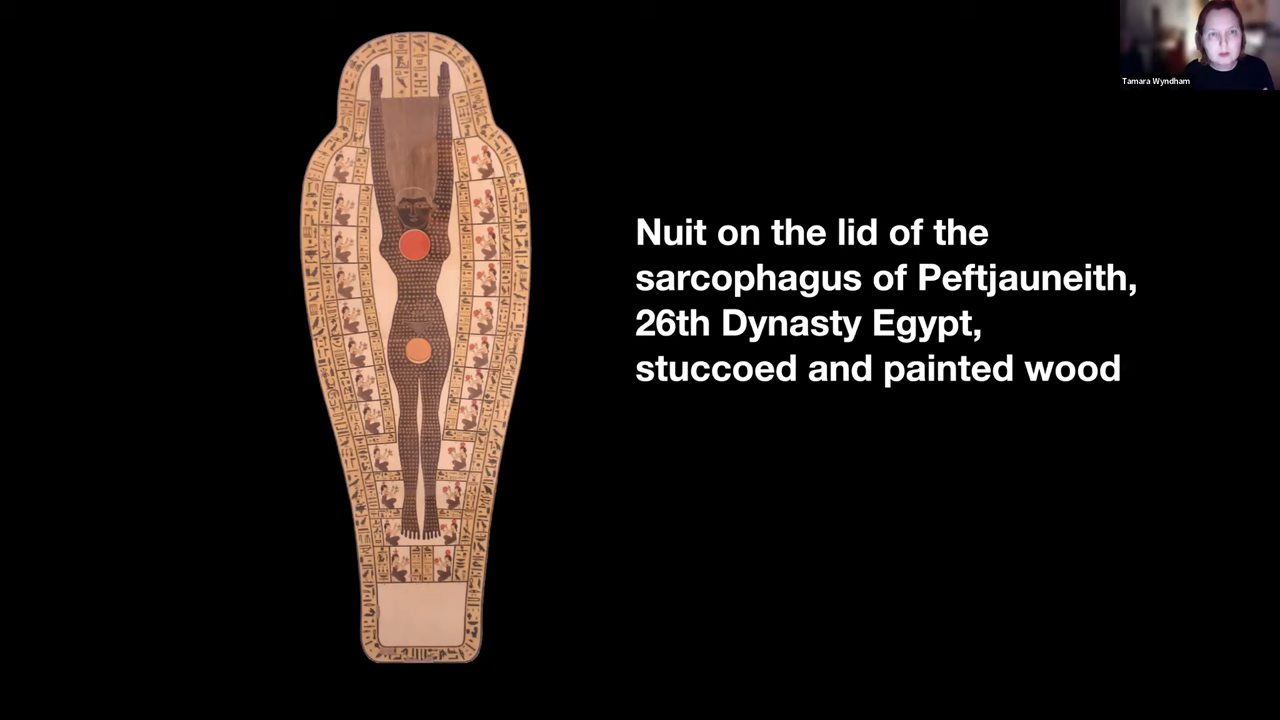 Tamara Wyndham
Nuit on the lid of the
sarcophagus of Peftjauneith,
26th Dynasty Egypt,
stuccoed and painted wood